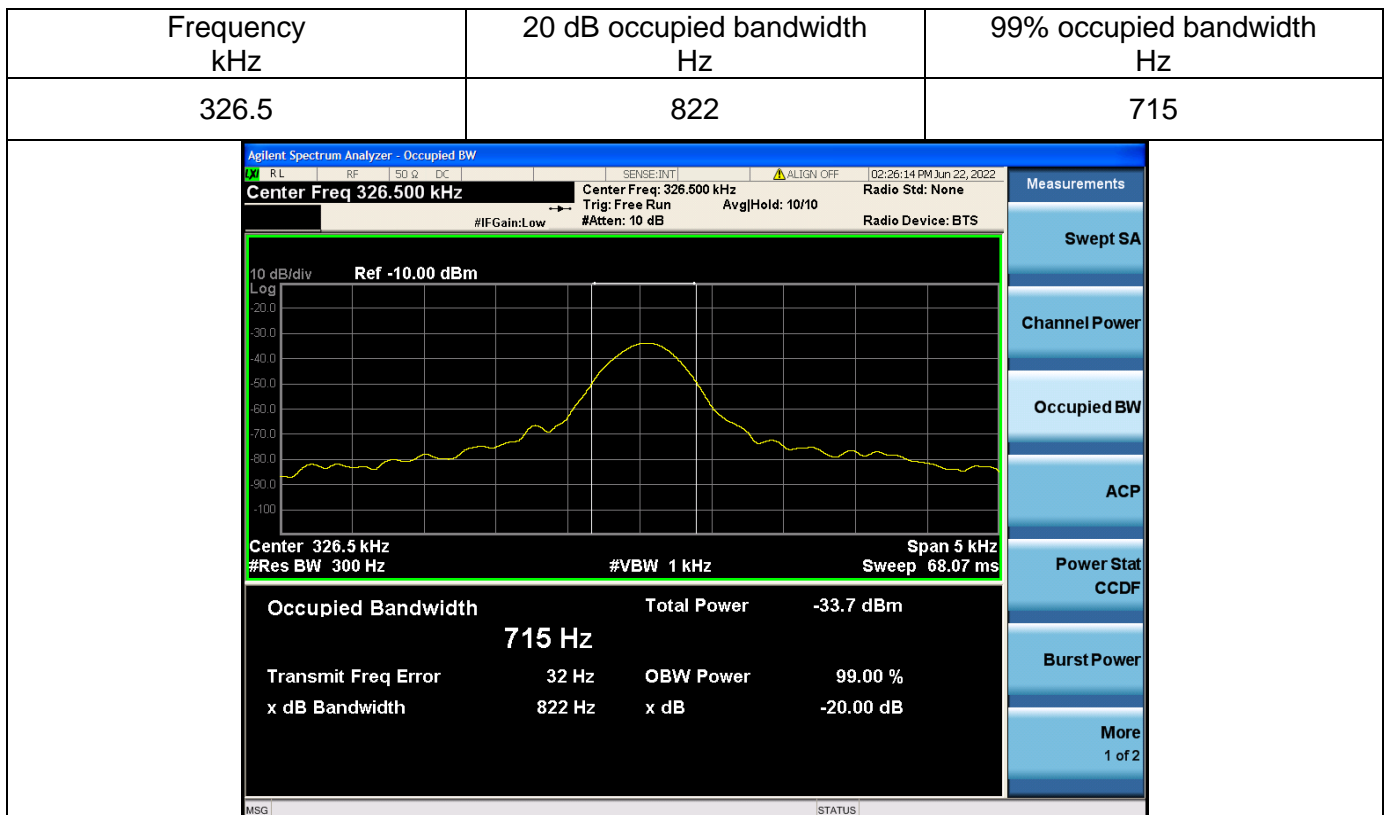 Frequency
kHz
20 dB occupied bandwidth
Hz
99% occupied bandwidth
Hz
326.5
822
715
Agilent Spectrum Analyzer - Occupied BW
LXI RL RF 50 Ω DC SENSE:INT ALIGN OFF 02:26:14 PM Jun 22, 2022
Center Freq 326.500 kHz
Center Freq: 326.500 kHz
Radio Std: None
Trig: Free Run Avg|Hold: 10/10
#IFGain:Low
#Atten: 10 dB
Radio Device: BTS
10 dB/div Ref -10.00 dBm
Log
-20.0
-30.0
-40.0
-50.0
-60.0
-70.0
-80.0
-90.0
-100
Center 326.5 kHz Span 5 kHz
#Res BW 300 Hz #VBW 1 kHz Sweep 68.07 ms
Occupied Bandwidth Total Power -33.7 dBm
715 Hz
Transmit Freq Error 32 Hz OBW Power 99.00 %
x dB Bandwidth 822 Hz x dB -20.00 dB
MSG STATUS
Measurements
Swept SA
Channel Power
Occupied BW
ACP
Power Stat
CCDF
Burst Power
More
1 of 2